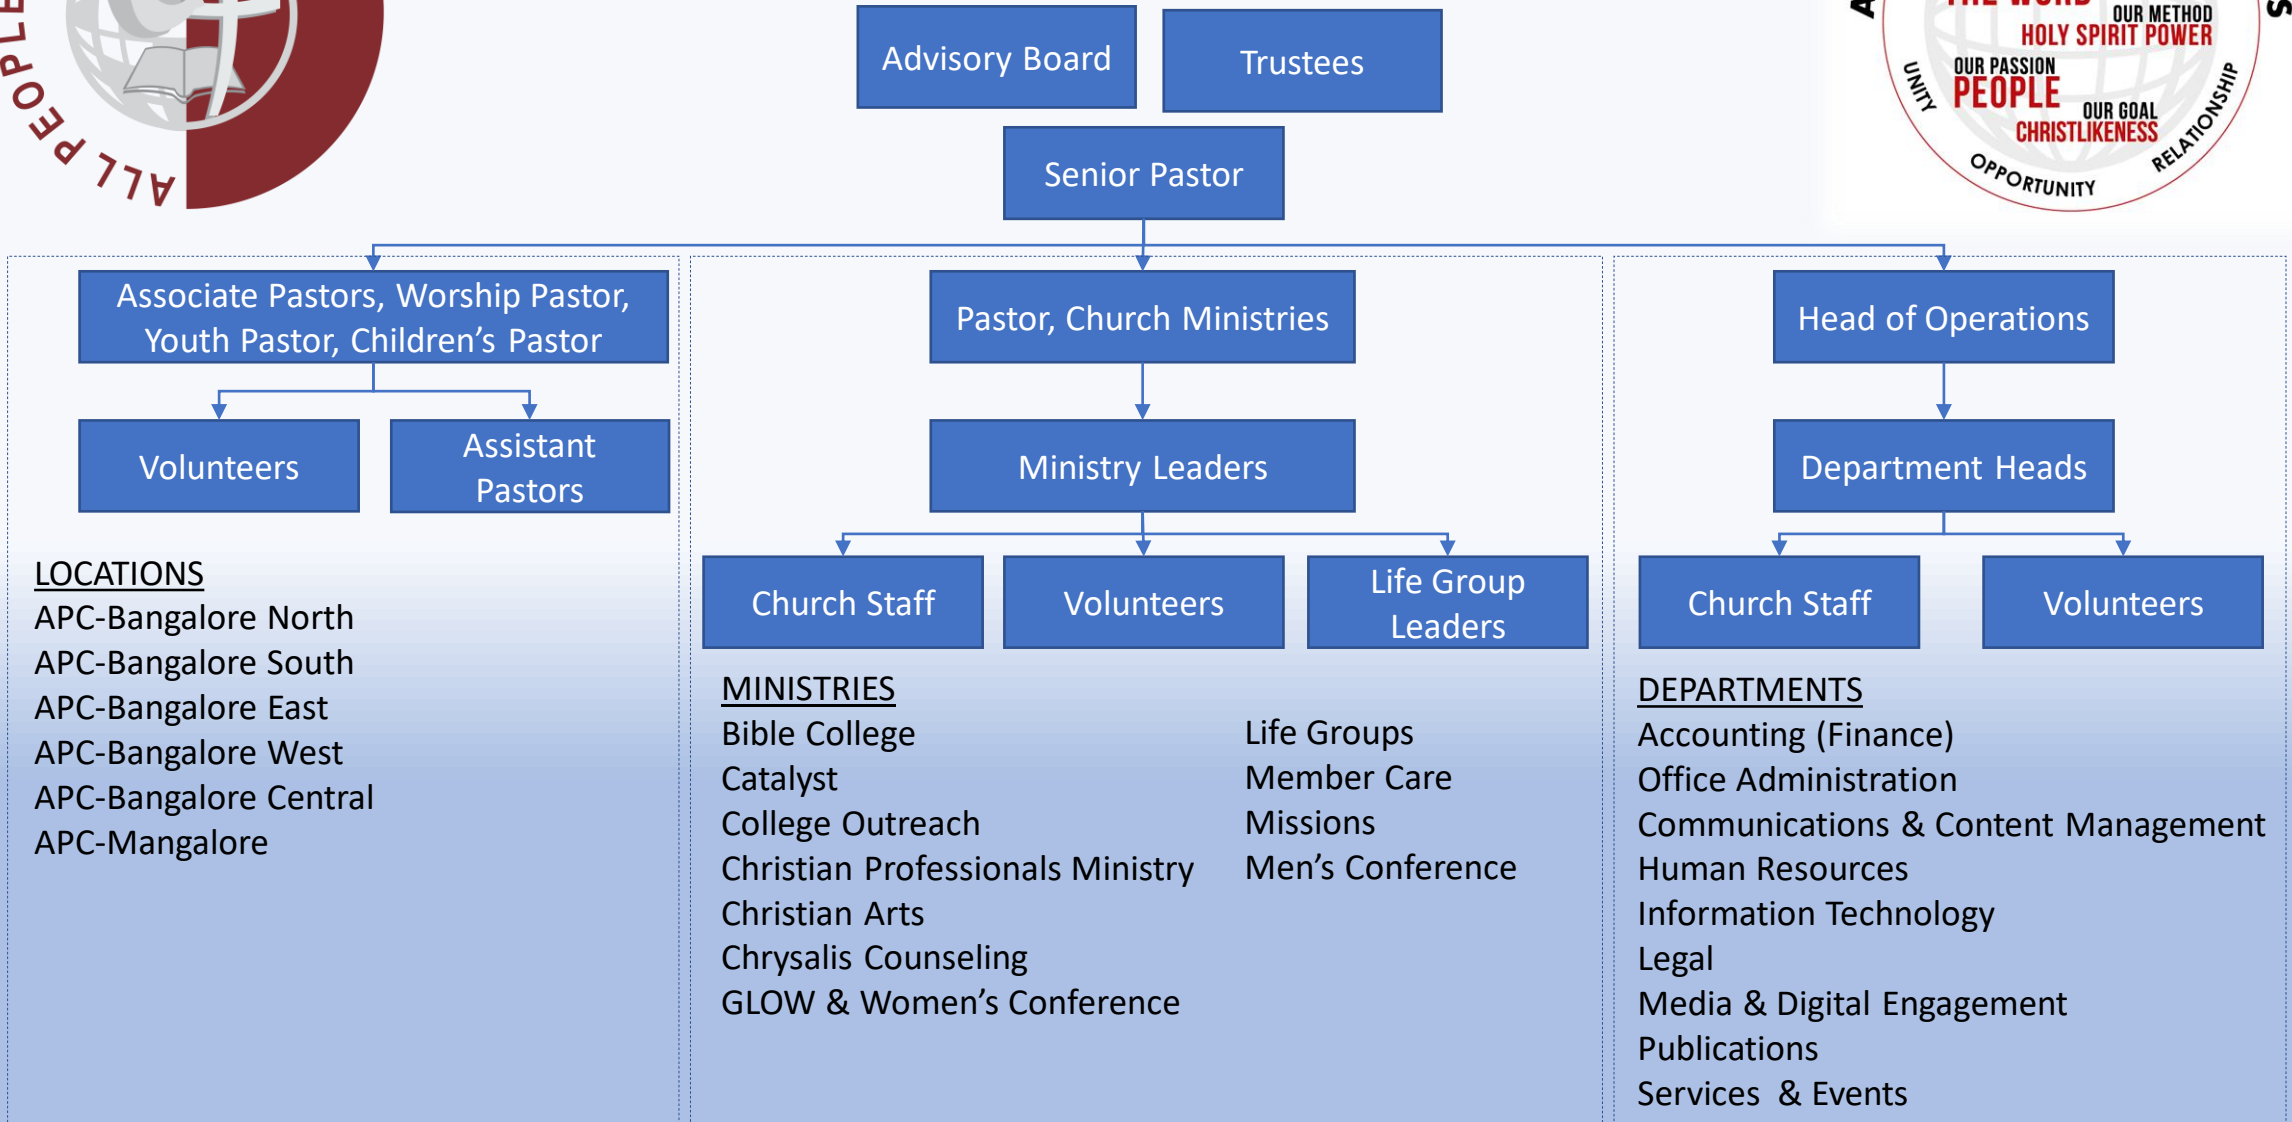 ALL PEOPLE
Advisory Board
Trustees
OUR METHOD
HOLY SPIRIT POWER
OUR PASSION
PEOPLE
OUR GOAL
CHRISTLIKENESS
UNITY
OPPORTUNITY
RELATIONSHIP
Senior Pastor
Associate Pastors, Worship Pastor,
Youth Pastor, Children’s Pastor
Volunteers
Assistant
Pastors
LOCATIONS
APC-Bangalore North
APC-Bangalore South
APC-Bangalore East
APC-Bangalore West
APC-Bangalore Central
APC-Mangalore
Pastor, Church Ministries
Ministry Leaders
Church Staff
Volunteers
Life Group
Leaders
MINISTRIES
Bible College
Catalyst
College Outreach
Christian Professionals Ministry
Christian Arts
Chrysalis Counseling
GLOW & Women’s Conference
Life Groups
Member Care
Missions
Men’s Conference
Head of Operations
Department Heads
Church Staff
Volunteers
DEPARTMENTS
Accounting (Finance)
Office Administration
Communications & Content Management
Human Resources
Information Technology
Legal
Media & Digital Engagement
Publications
Services & Events